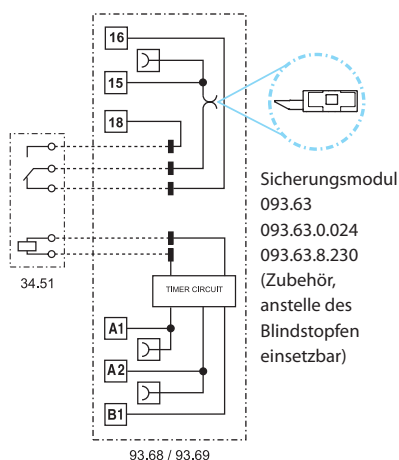 16
15
18
34.51
TIMER CIRCUIT
A1
A2
B1
93.68 / 93.69
Sicherungsmodul
093.63
093.63.0.024
093.63.8.230
(Zubehör,
anstelle des
Blindstopfen
einsetzbar)